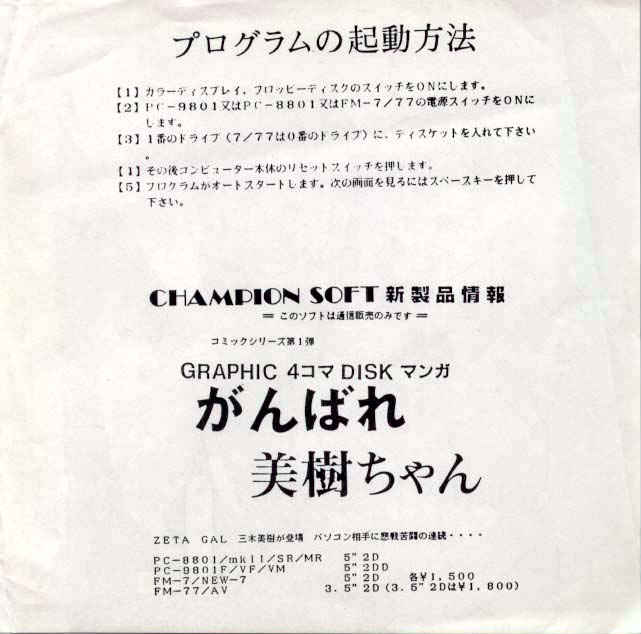 プログラムの起動方法
【1】カラーディスプレイ，フロッピーディスクのスイッチをONにします。
【2】PC－9801又はPC－8801又はFM－7／77の電源スイッチをONに
します。
【3】1番のドライブ（7／77は0番のドライブ）に、ディスケットを入れて下さい
。
【4】その後コンピューター本体のリセットスイッチを押します。
【5】プログラムがオートスタートします。次の画面を見るにはスペースキーを押して
下さい。
CHAMPION SOFT 新製品情報
＝ このソフトは通信販売のみです ＝
コミックシリーズ第1弾
GRAPHIC 4コマ DISK マンガ
がんばれ
美樹ちゃん
ZETA GAL 三木美樹が登場 パソコン相手に悪戦苦闘の連続・・・・
PC－8801／mkII／SR／MR 5"2D
PC－9801F／VF／VM 5"2DD
FM－7／NEW－7 5"2D 各¥1,500
FM－77／AV 3.5"2D（3.5"2Dは¥1,800）